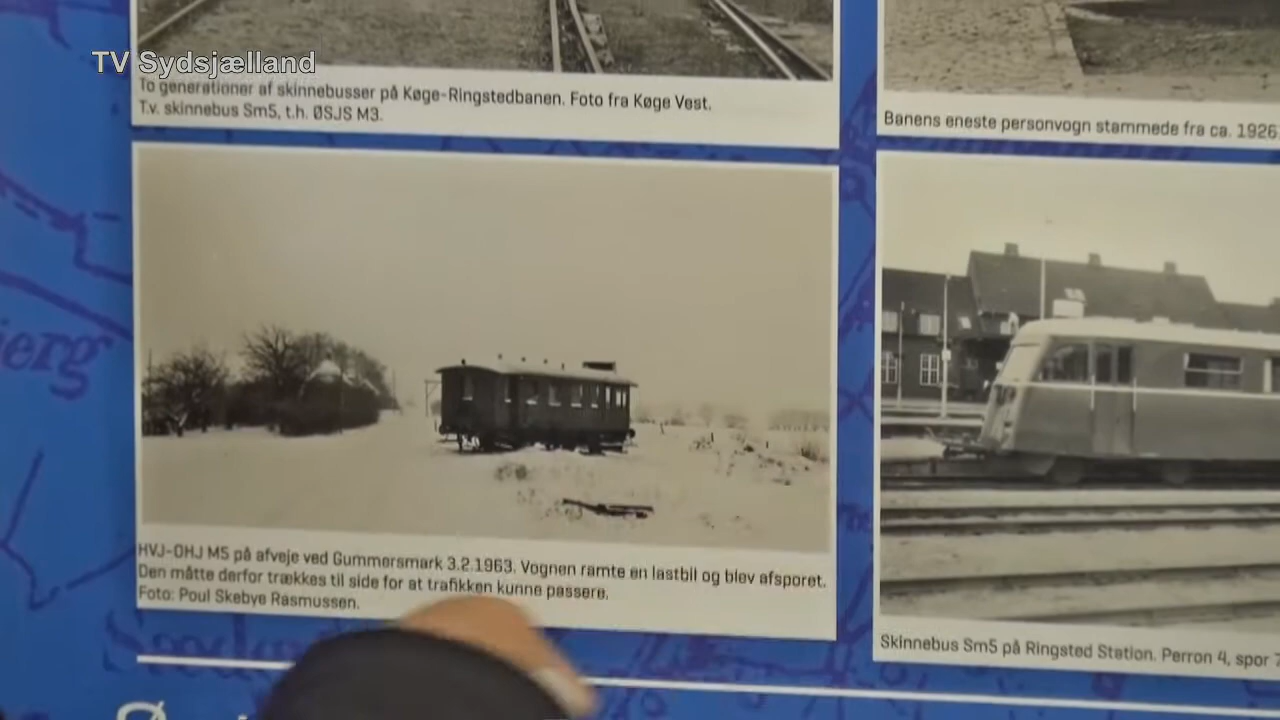 TV Sydsjælland
To generationer af skinnebusser på Køge-Ringstedbanen. Foto fra Køge Vest.
T.v. skinnebus Sm5, t.h. ØSJS M3.
Banens eneste personvogn stammede fra ca. 1926
HVJ-OHJ M5 på afveje ved Gummersmark 3.2.1963. Vognen ramte en lastbil og blev afsporet.
Den måtte derfor trækkes til side for at trafikken kunne passere.
Foto: Poul Skebye Rasmussen.
Skinnebus Sm5 på Ringsted Station. Perron 4, spor 7